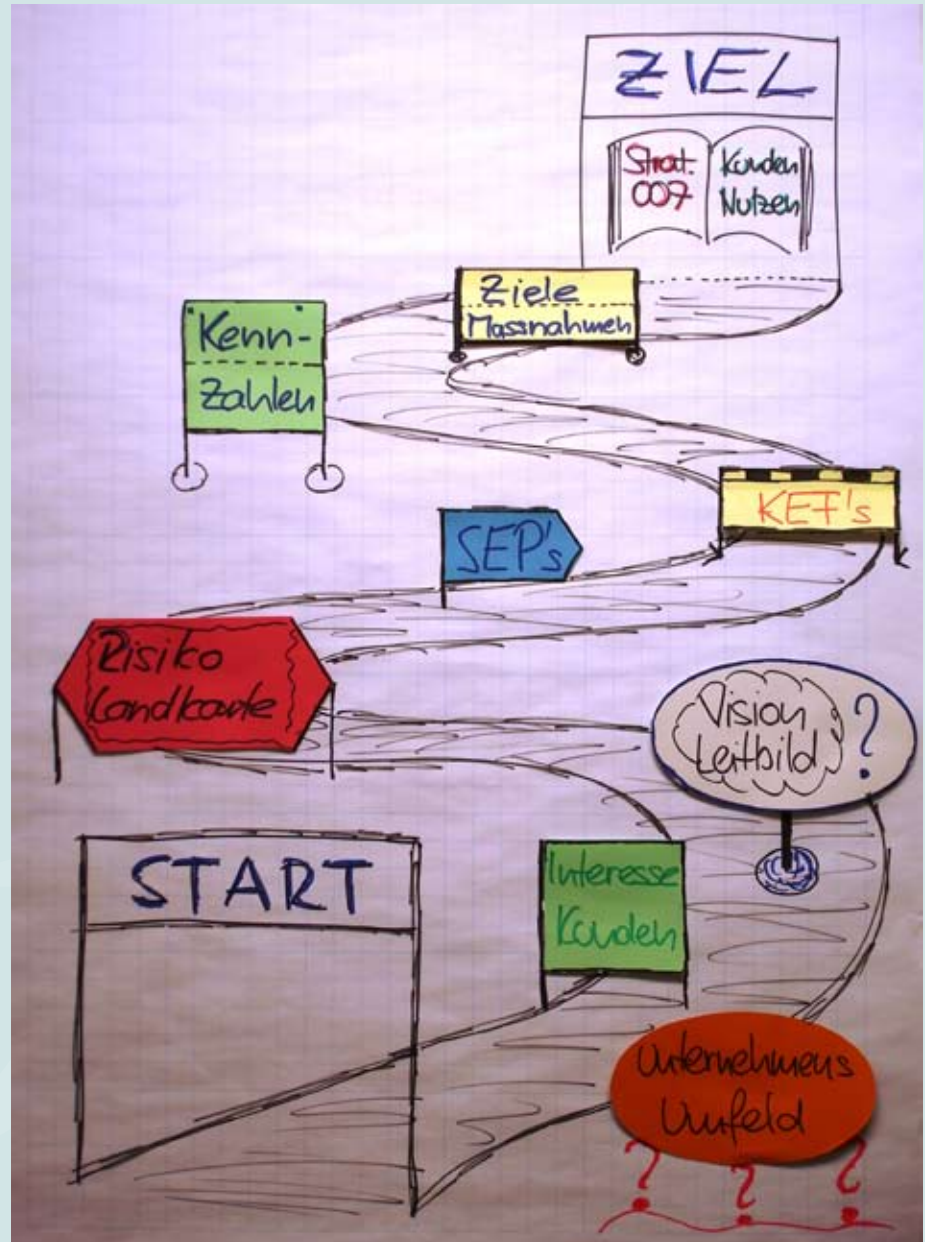 ZIEL
Strat. 007
Kunden Nutzen
Ziele
Massnahmen
Kenn-
Zahlen
KEF's
SEP's
Risiko
Landkarte
Vision
Leitbild
?
START
Interesse
Kunden
Unternehmens
Umfeld
? ? ?